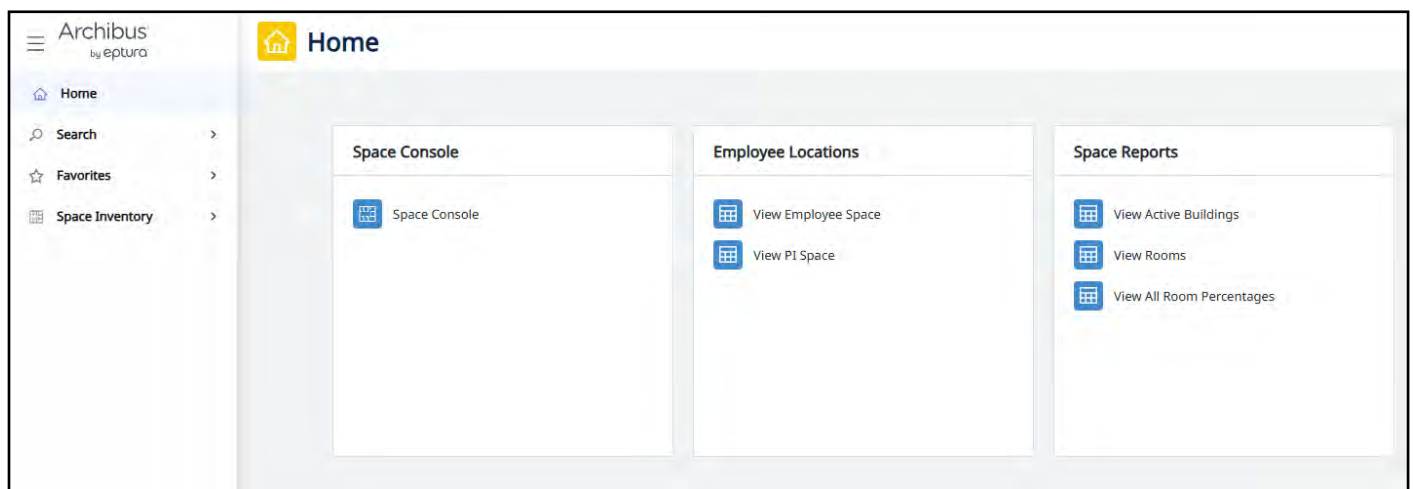 Archibus
by eptura
Home
Home
Search
Favorites
Space Inventory
Space Console
Space Console
Employee Locations
View Employee Space
View PI Space
Space Reports
View Active Buildings
View Rooms
View All Room Percentages